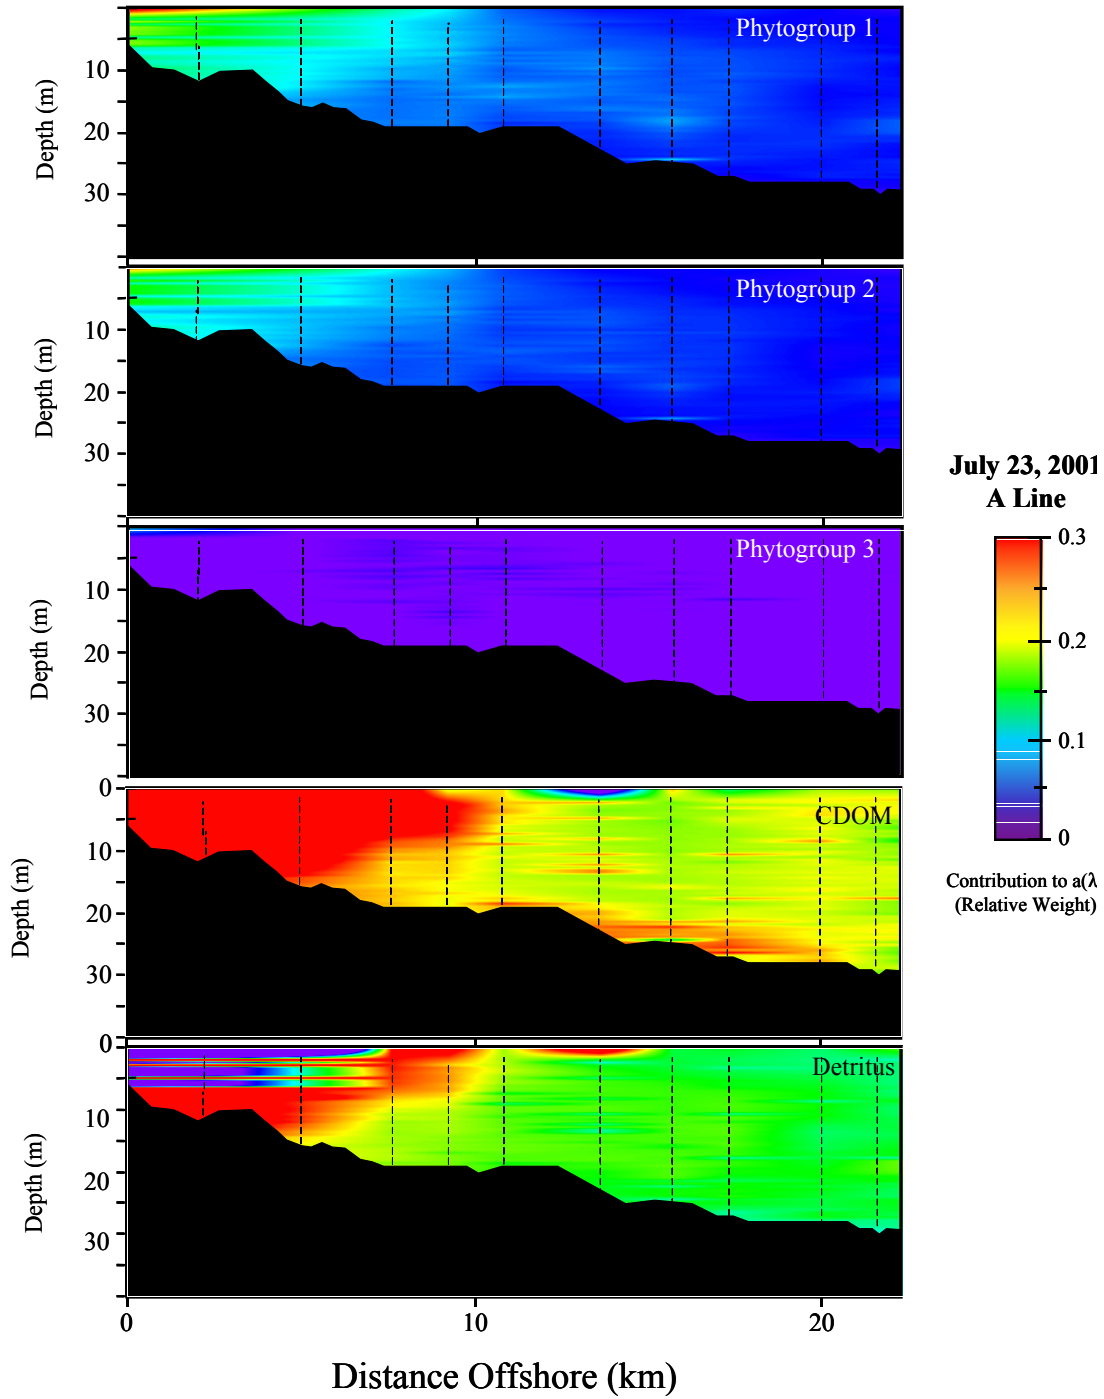 Phytogroup 1
10
20
30
Depth (m)
Phytogroup 2
10
20
30
Depth (m)
Phytogroup 3
10
20
30
Depth (m)
0
CDOM
10
20
30
Depth (m)
0
Detritus
10
20
30
Depth (m)
0
10
20
Distance Offshore (km)
July 23, 2001
A Line
0.3
0.2
0.1
0
Contribution to a(λ
(Relative Weight)